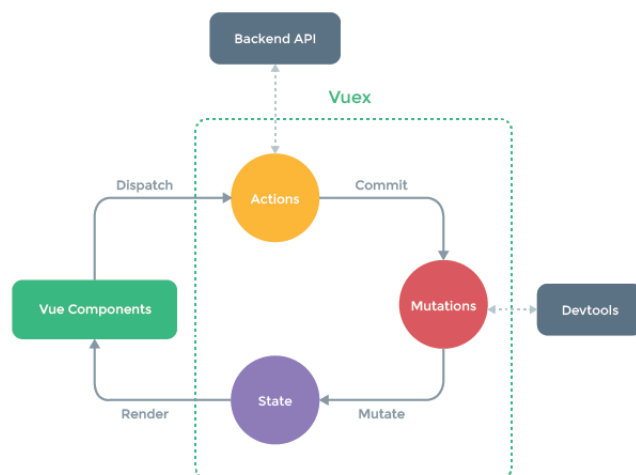 Backend API
Vuex
Dispatch
Commit
Actions
Vue Components
Mutations
Devtools
State
Render
Mutate